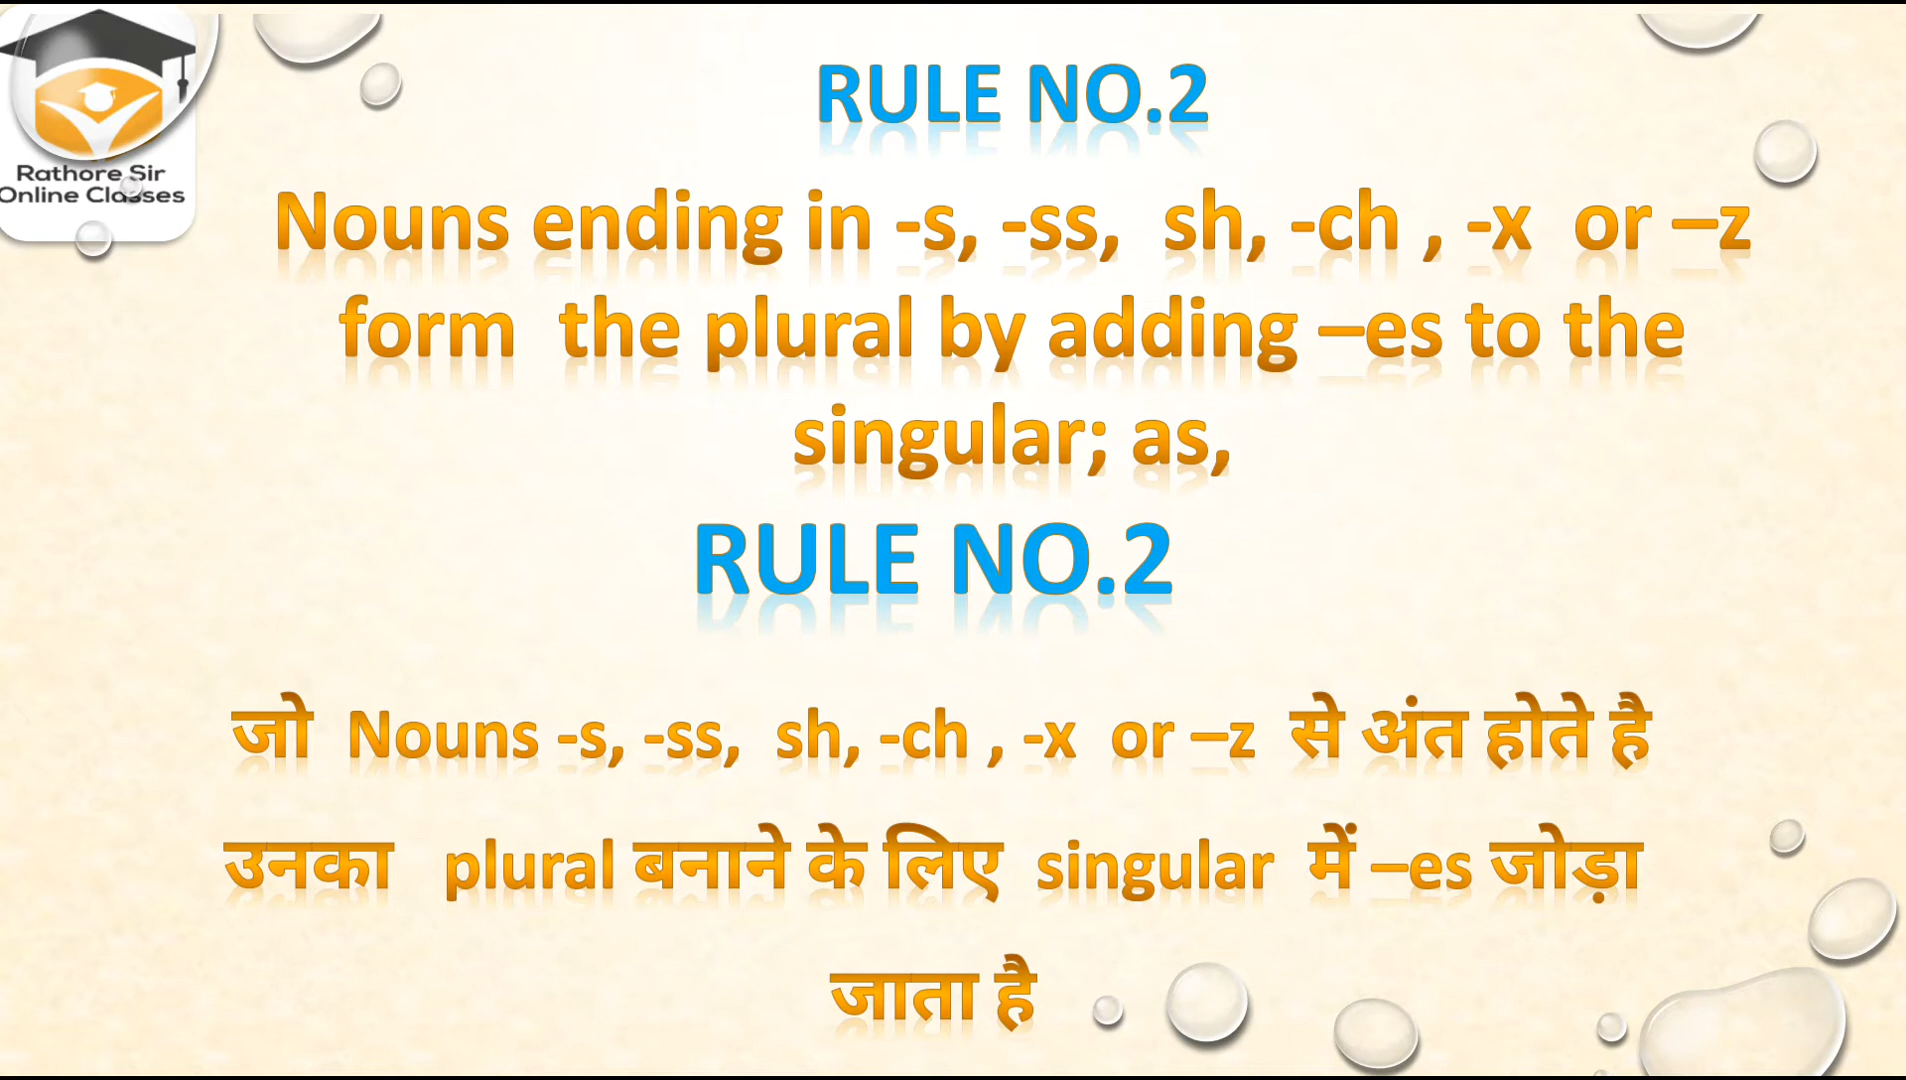 Rathore Sir
Online Classes
RULE NO.2
Nouns ending in -s, -ss, sh, -ch , -x or –z
form the plural by adding –es to the
singular; as,
RULE NO.2
जो Nouns -s, -ss, sh, -ch , -x or –z से अंत होते है
उनका plural बनाने के लिए singular में –es जोड़ा
जाता है